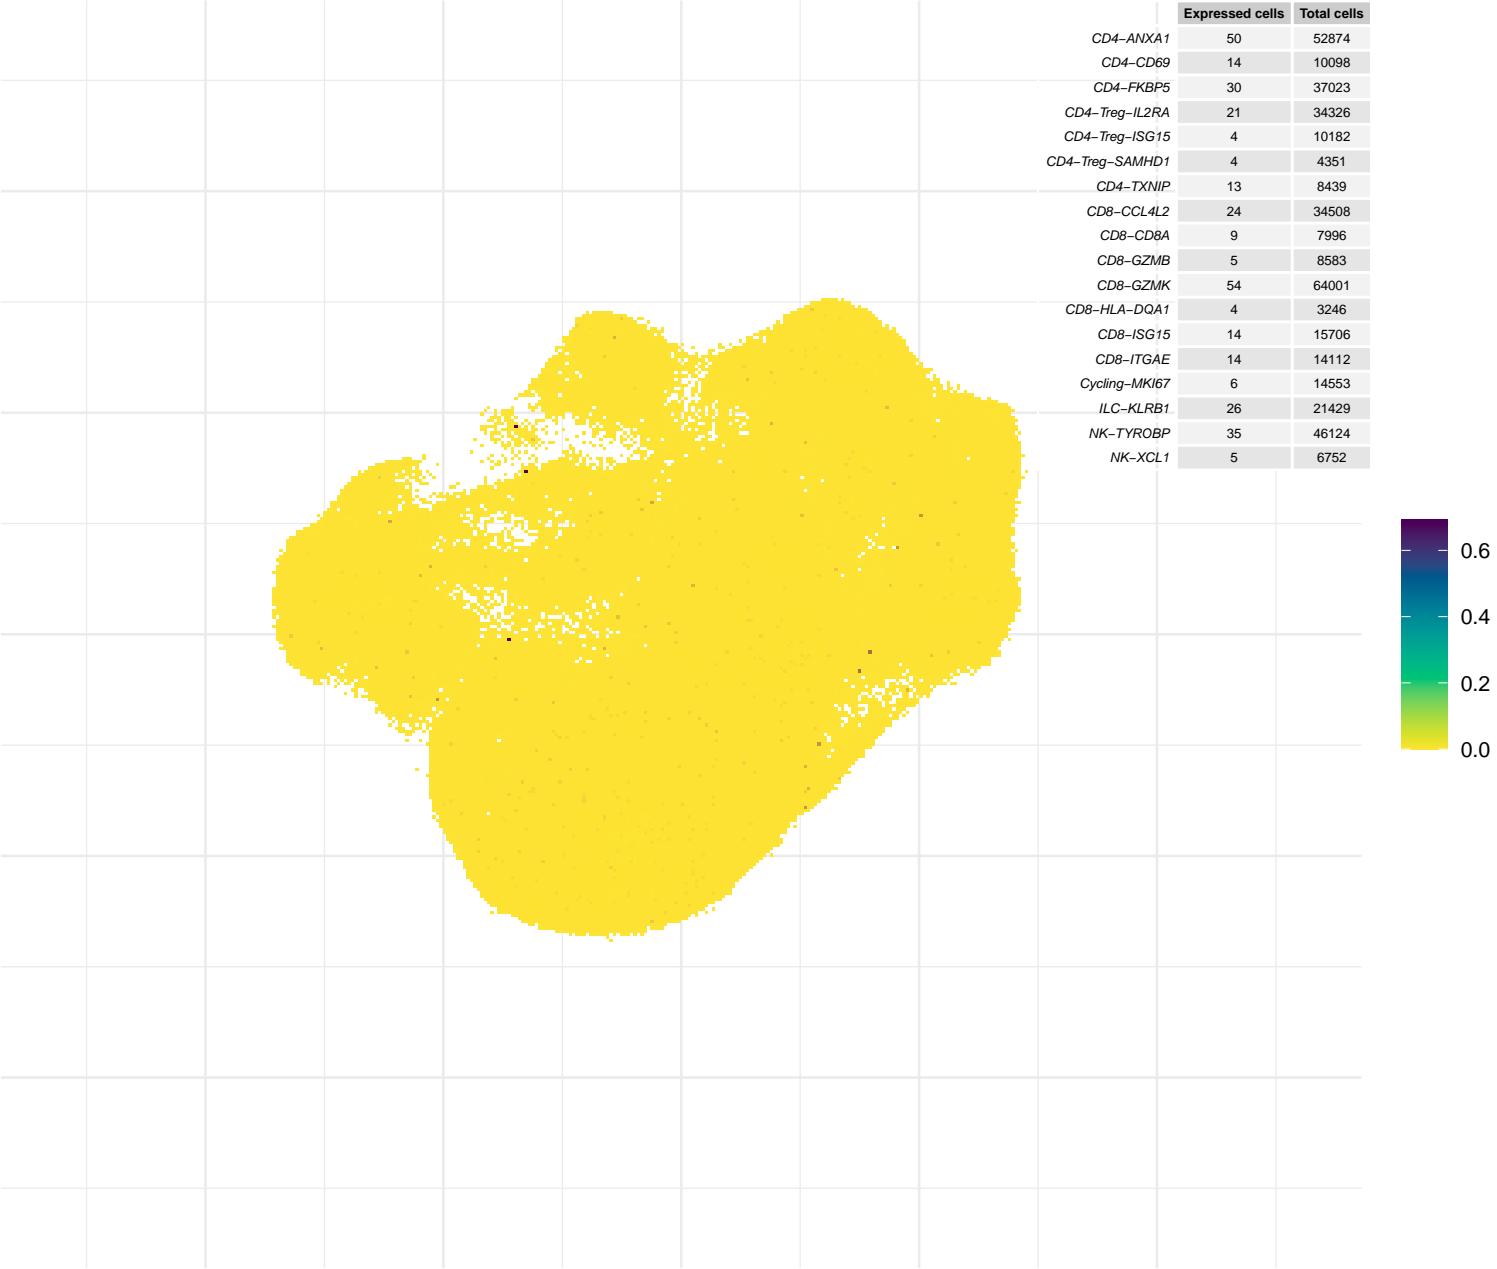 Expressed cells Total cells
CD4−ANXA1 50 52874
CD4−CD69 14 10098
CD4−FKBP5 30 37023
CD4−Treg−IL2RA 21 34326
CD4−Treg−ISG15 4 10182
CD4−Treg−SAMHD1 4 4351
CD4−TXNIP 13 8439
CD8−CCL4L2 24 34508
CD8−CD8A 9 7996
CD8−GZMB 5 8583
CD8−GZMK 54 64001
CD8−HLA−DQA1 4 3246
CD8−ISG15 14 15706
CD8−ITGAE 14 14112
Cycling−MKI67 6 14553
ILC−KLRB1 26 21429
NK−TYROBP 35 46124
NK−XCL1 5 6752
0.6
0.4
0.2
0.0